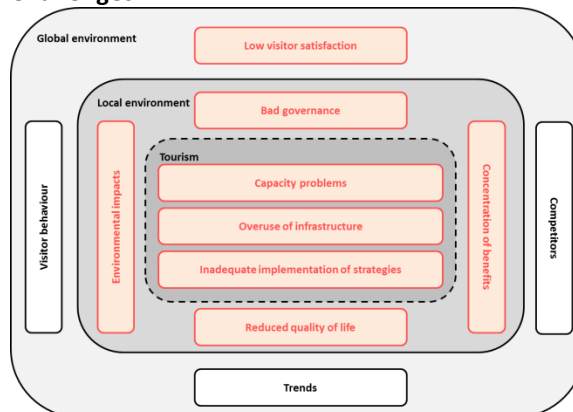 Global environment
Low visitor satisfaction
Local environment
Bad governance
Tourism
Capacity problems
Overuse of infrastructure
Inadequate implementation of strategies
Visitor behaviour
Environmental impacts
Concentration of benefits
Competitors
Reduced quality of life
Trends